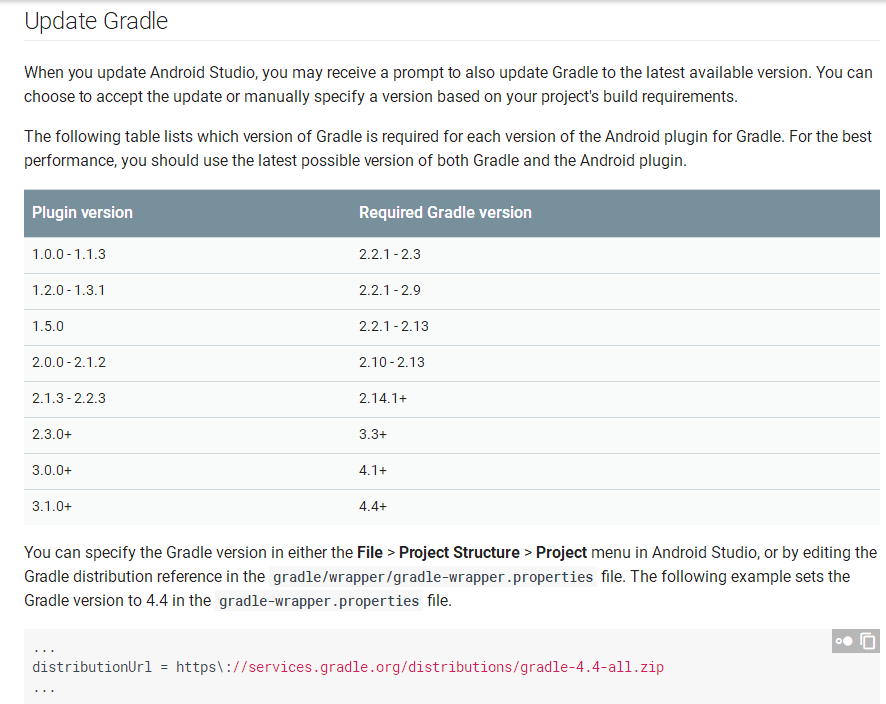 Update Gradle
When you update Android Studio, you may receive a prompt to also update Gradle to the latest available version. You can
choose to accept the update or manually specify a version based on your project's build requirements.
The following table lists which version of Gradle is required for each version of the Android plugin for Gradle. For the best
performance, you should use the latest possible version of both Gradle and the Android plugin.
Plugin version Required Gradle version
1.0.0 - 1.1.3 2.2.1 - 2.3
1.2.0 - 1.3.1 2.2.1 - 2.9
1.5.0 2.2.1 - 2.13
2.0.0 - 2.1.2 2.10 - 2.13
2.1.3 - 2.2.3 2.14.1+
2.3.0+ 3.3+
3.0.0+ 4.1+
3.1.0+ 4.4+
You can specify the Gradle version in either the File > Project Structure > Project menu in Android Studio, or by editing the
Gradle distribution reference in the gradle/wrapper/gradle-wrapper.properties file. The following example sets the
Gradle version to 4.4 in the gradle-wrapper.properties file.
...
distributionUrl = https\://services.gradle.org/distributions/gradle-4.4-all.zip
...